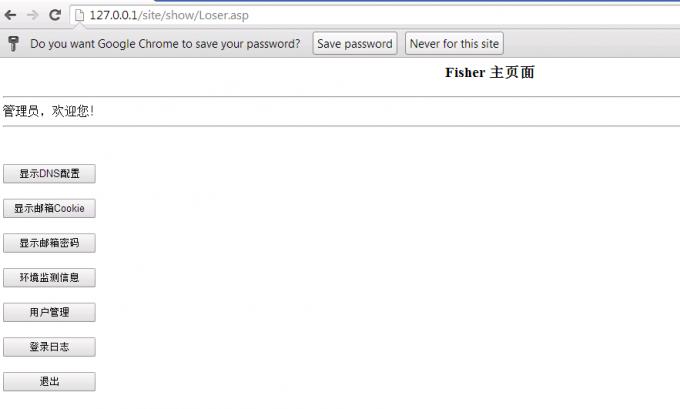 127.0.0.1/site/show/Loser.asp
Do you want Google Chrome to save your password? Save password Never for this site
Fisher 主页面
管理员，欢迎您!
显示DNS配置
显示邮箱Cookie
显示邮箱密码
环境监测信息
用户管理
登录日志
退出